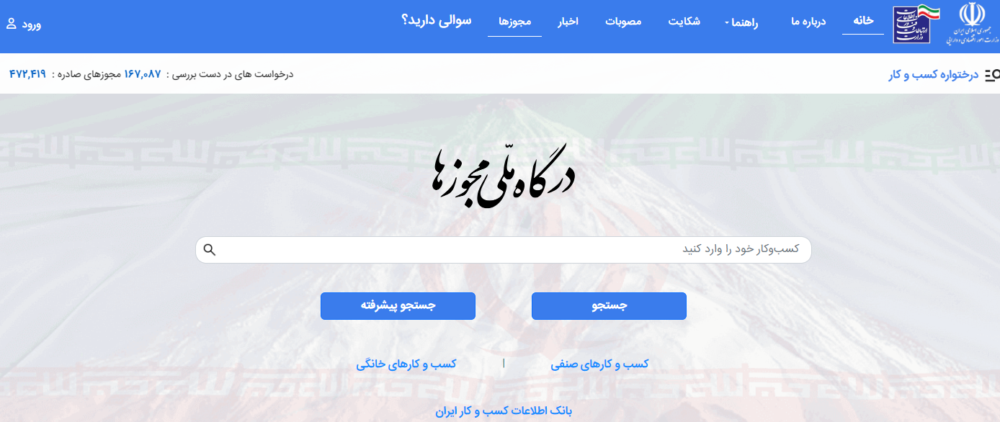 جمهوری اسلامی ایران
وزارت امور اقتصادی و دارایی
وزارت ارتباطات و فناوری اطلاعات
خانه
درباره ما
راهنما
شکایت
مصوبات
اخبار
مجوزها
سوالی دارید؟
ورود
درختواره کسب و کار
درخواست های در دست بررسی : ۱۶۷,۰۸۷ مجوزهای صادره : ۴۷۲,۴۱۹
درگاه ملّی مجوزها
کسب‌وکار خود را وارد کنید
جستجو
جستجو پیشرفته
کسب و کارهای صنفی | کسب و کارهای خانگی
بانک اطلاعات کسب و کار ایران